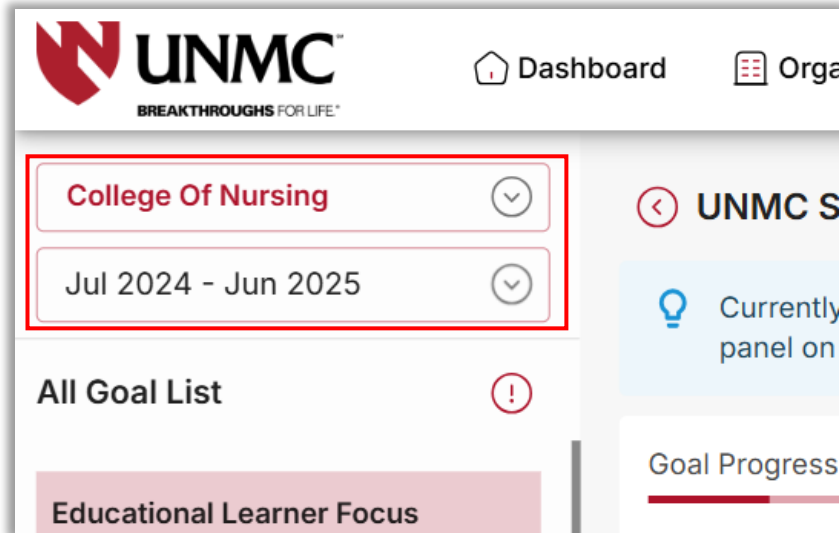 UNMC
BREAKTHROUGHS FOR LIFE.®
Dashboard
Orga
College Of Nursing
Jul 2024 - Jun 2025
All Goal List
Educational Learner Focus
UNMC S
Currently
panel on
Goal Progress